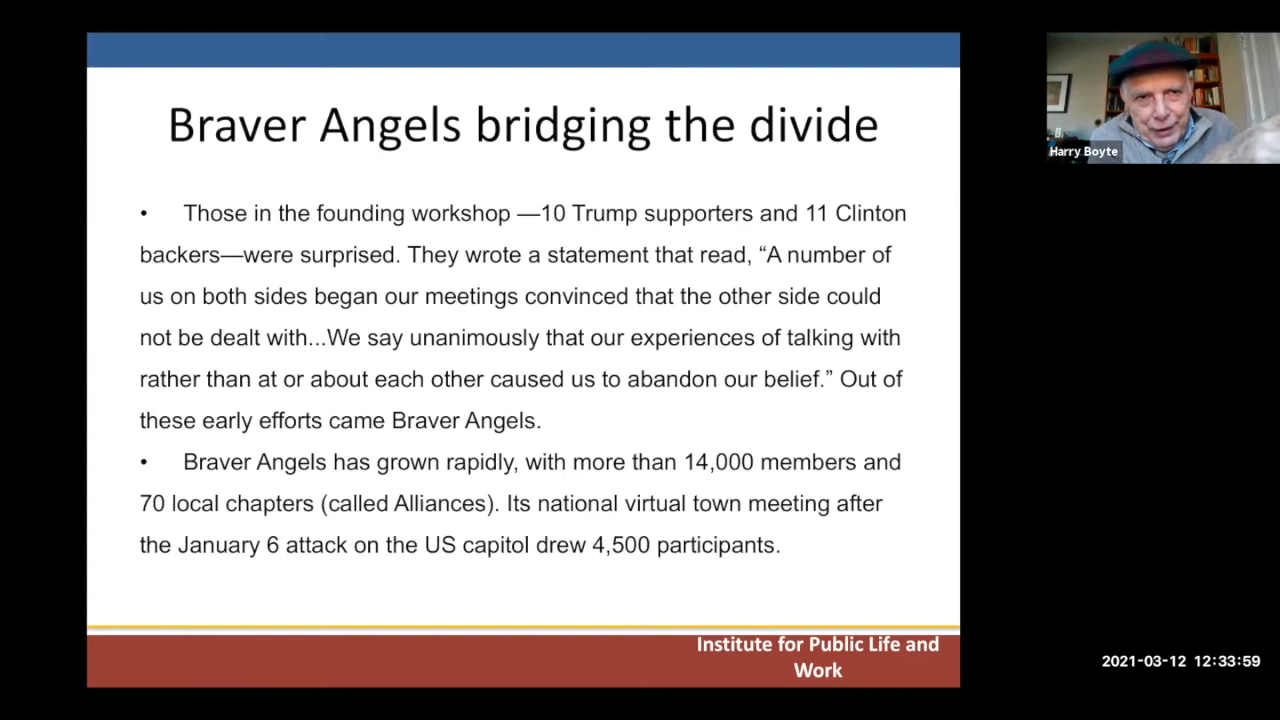 Braver Angels bridging the divide
• Those in the founding workshop —10 Trump supporters and 11 Clinton
backers—were surprised. They wrote a statement that read, “A number of
us on both sides began our meetings convinced that the other side could
not be dealt with...We say unanimously that our experiences of talking with
rather than at or about each other caused us to abandon our belief.” Out of
these early efforts came Braver Angels.
• Braver Angels has grown rapidly, with more than 14,000 members and
70 local chapters (called Alliances). Its national virtual town meeting after
the January 6 attack on the US capitol drew 4,500 participants.
Institute for Public Life and
Work
Harry Boyte
2021-03-12 12:33:59